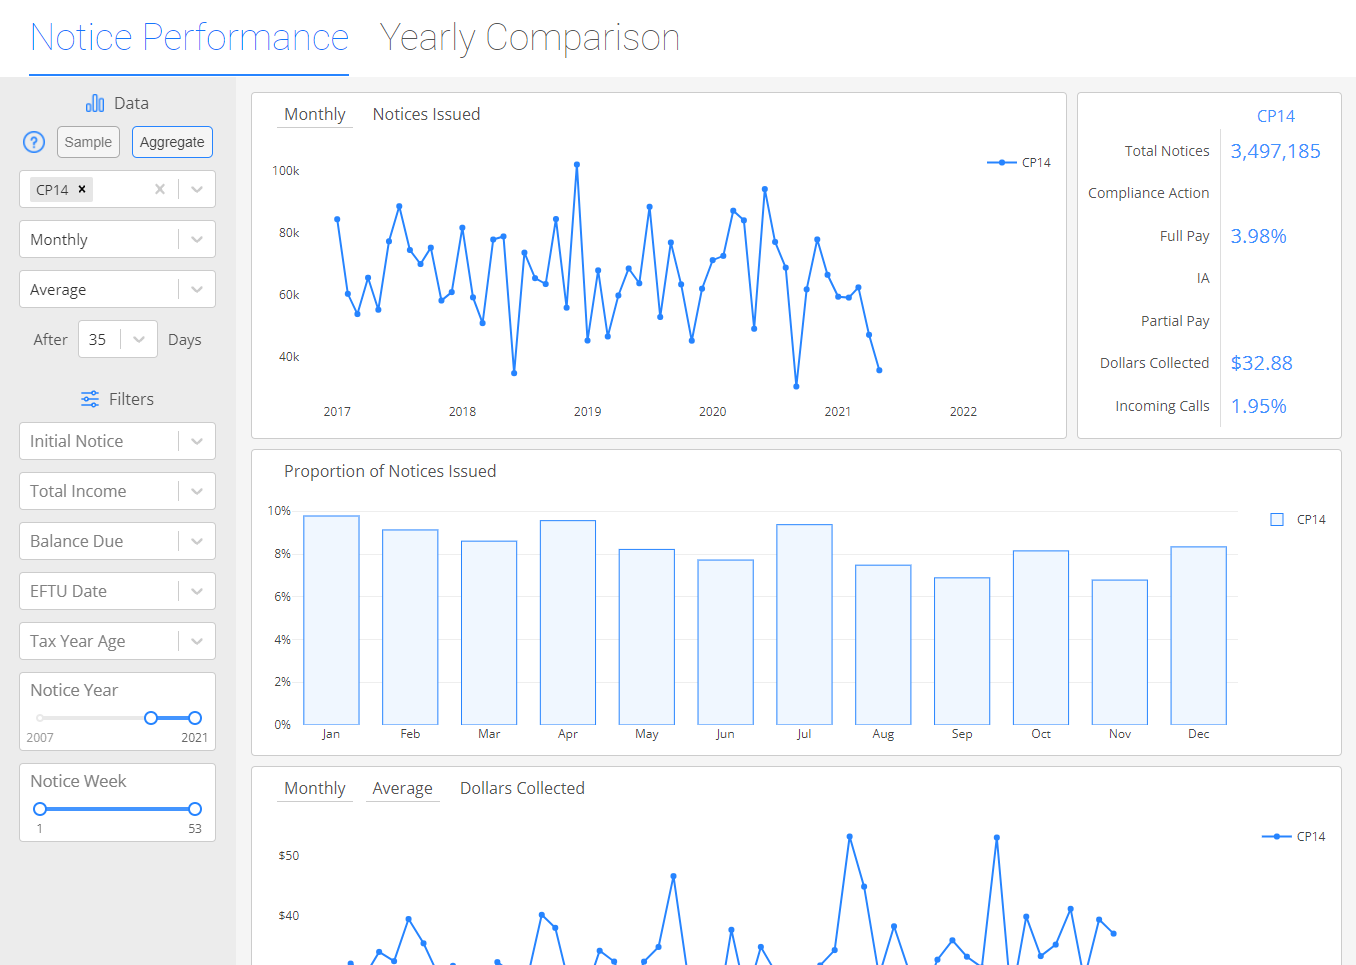 Notice Performance
Yearly Comparison
Data
?
Sample
Aggregate
CP14 ×
Monthly
Average
After 35 Days
Filters
Initial Notice
Total Income
Balance Due
EFTU Date
Tax Year Age
Notice Year
2007 2021
Notice Week
1 53
Monthly Notices Issued
CP14
100k
80k
60k
40k
2017 2018 2019 2020 2021 2022
CP14
Total Notices 3,497,185
Compliance Action
Full Pay 3.98%
IA
Partial Pay
Dollars Collected $32.88
Incoming Calls 1.95%
Proportion of Notices Issued
CP14
10%
8%
6%
4%
2%
0%
Jan Feb Mar Apr May Jun Jul Aug Sep Oct Nov Dec
Monthly Average Dollars Collected
CP14
$50
$40